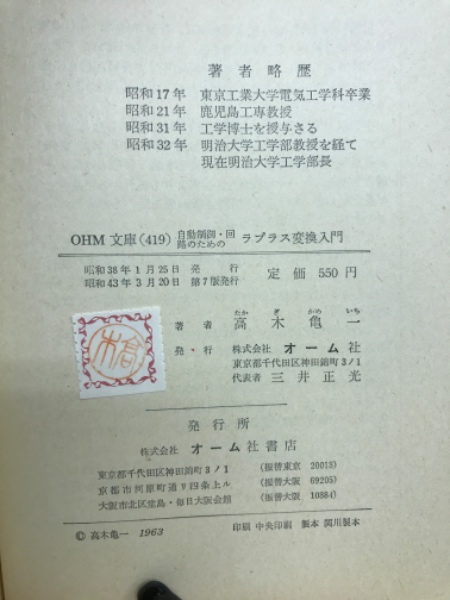 著者略歴
昭和17年 東京工業大学電気工学科卒業
昭和21年 鹿児島工専教授
昭和31年 工学博士を授与さる
昭和32年 明治大学工学部教授を経て
現在明治大学工学部長
OHM文庫(419) 自動制御・回路のための ラプラス変換入門
昭和38年1月25日 発行
昭和43年3月20日 第7版発行
定価 550円
たか ぎ かめ いち
著者 高木亀一
発行 株式会社 オーム社
東京都千代田区神田錦町3ノ1
代表者 三井正光
発行所
株式会社 オーム社書店
東京都千代田区神田錦町3ノ1 (振替東京 20018)
京都市河原町通り四条上ル (振替大阪 69205)
大阪市北区堂島・毎日大阪会館 (振替大阪 10884)
© 高木亀一 1963
印刷 中央印刷 製本 関川製本